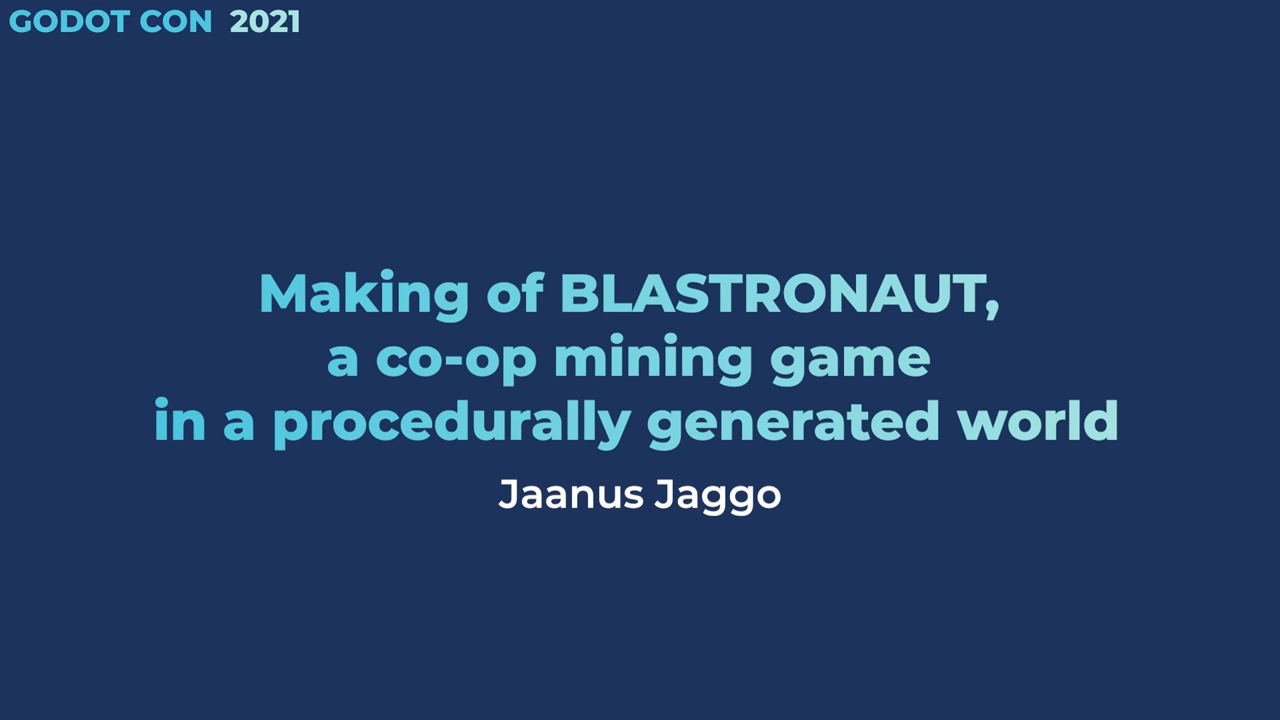 GODOT CON 2021
Making of BLASTRONAUT,
a co-op mining game
in a procedurally generated world
Jaanus Jaggo